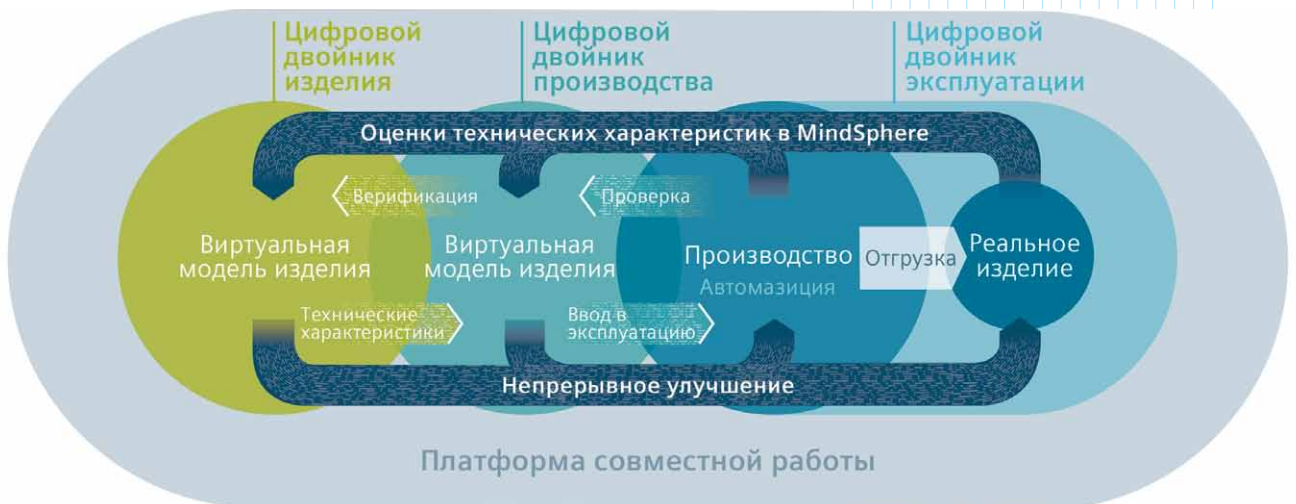 Цифровой
двойник
изделия
Цифровой
двойник
производства
Цифровой
двойник
эксплуатации
Оценки технических характеристик в MindSphere
Верификация
Проверка
Виртуальная
модель изделия
Виртуальная
модель изделия
Производство
Автомазиция
Отгрузка
Реальное
изделие
Технические
характеристики
Ввод в
эксплуатацию
Непрерывное улучшение
Платформа совместной работы